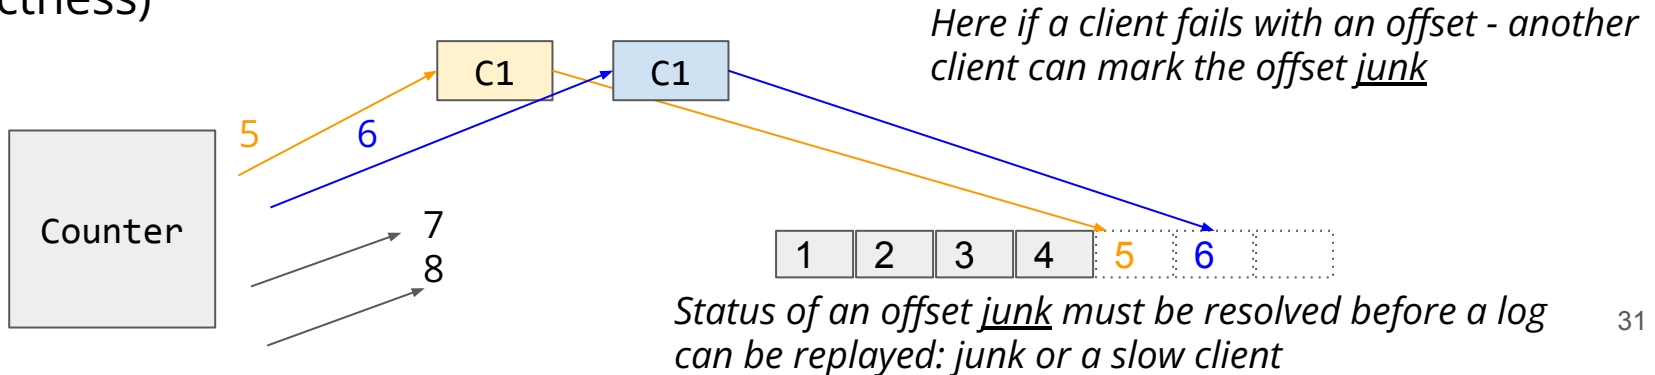 ctness)
Here if a client fails with an offset - another
client can mark the offset junk
C1
C1
5
6
Counter
7
8
1 2 3 4 5 6
Status of an offset junk must be resolved before a log
can be replayed: junk or a slow client
31